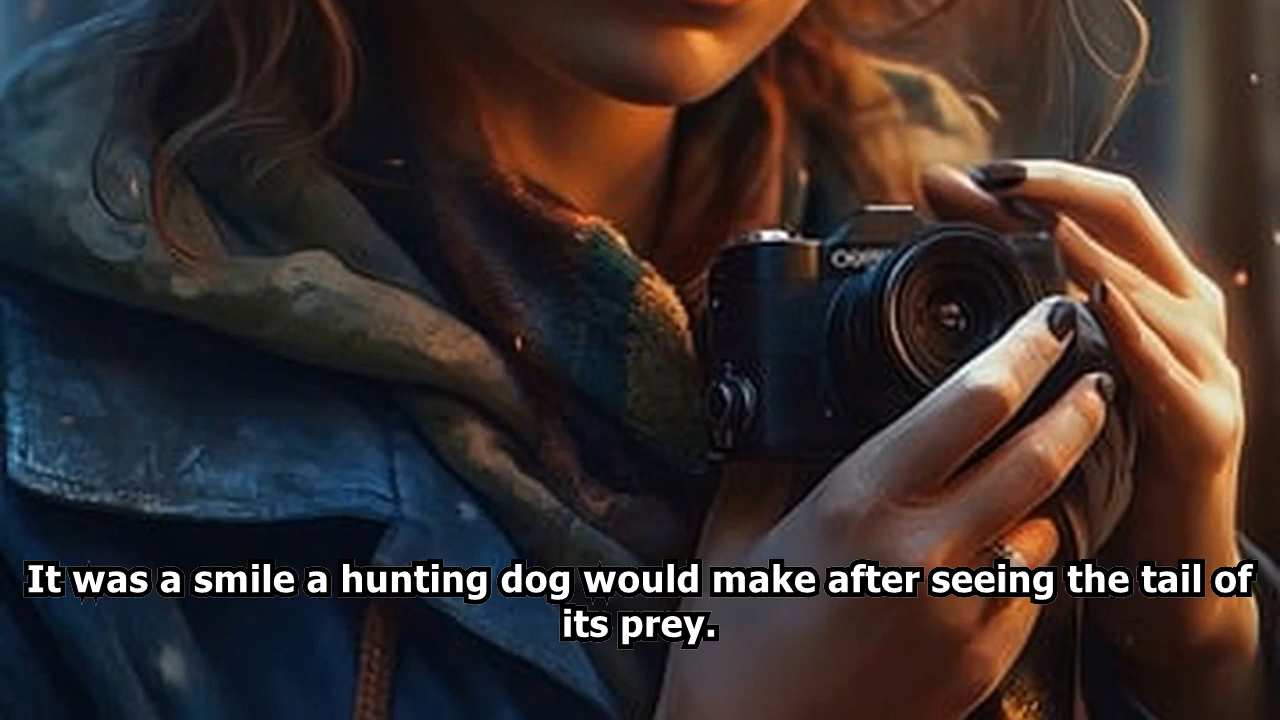 It was a smile a hunting dog would make after seeing the tail of
its prey.